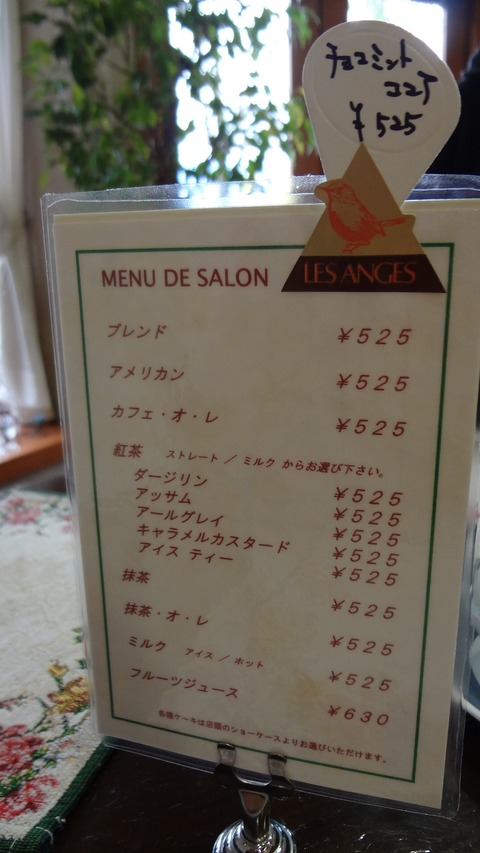 チョコミント
ココア
￥525
LES ANGES
MENU DE SALON
ブレンド ￥525
アメリカン ￥525
カフェ・オ・レ ￥525
紅茶 ストレート / ミルク からお選び下さい。
ダージリン ￥525
アッサム ￥525
アールグレイ ￥525
キャラメルカスタード ￥525
アイス ティー ￥525
抹茶 ￥525
抹茶・オ・レ ￥525
ミルク アイス / ホット ￥525
フルーツジュース ￥630
各種ケーキは店頭のショーケースよりお選びいただけます。